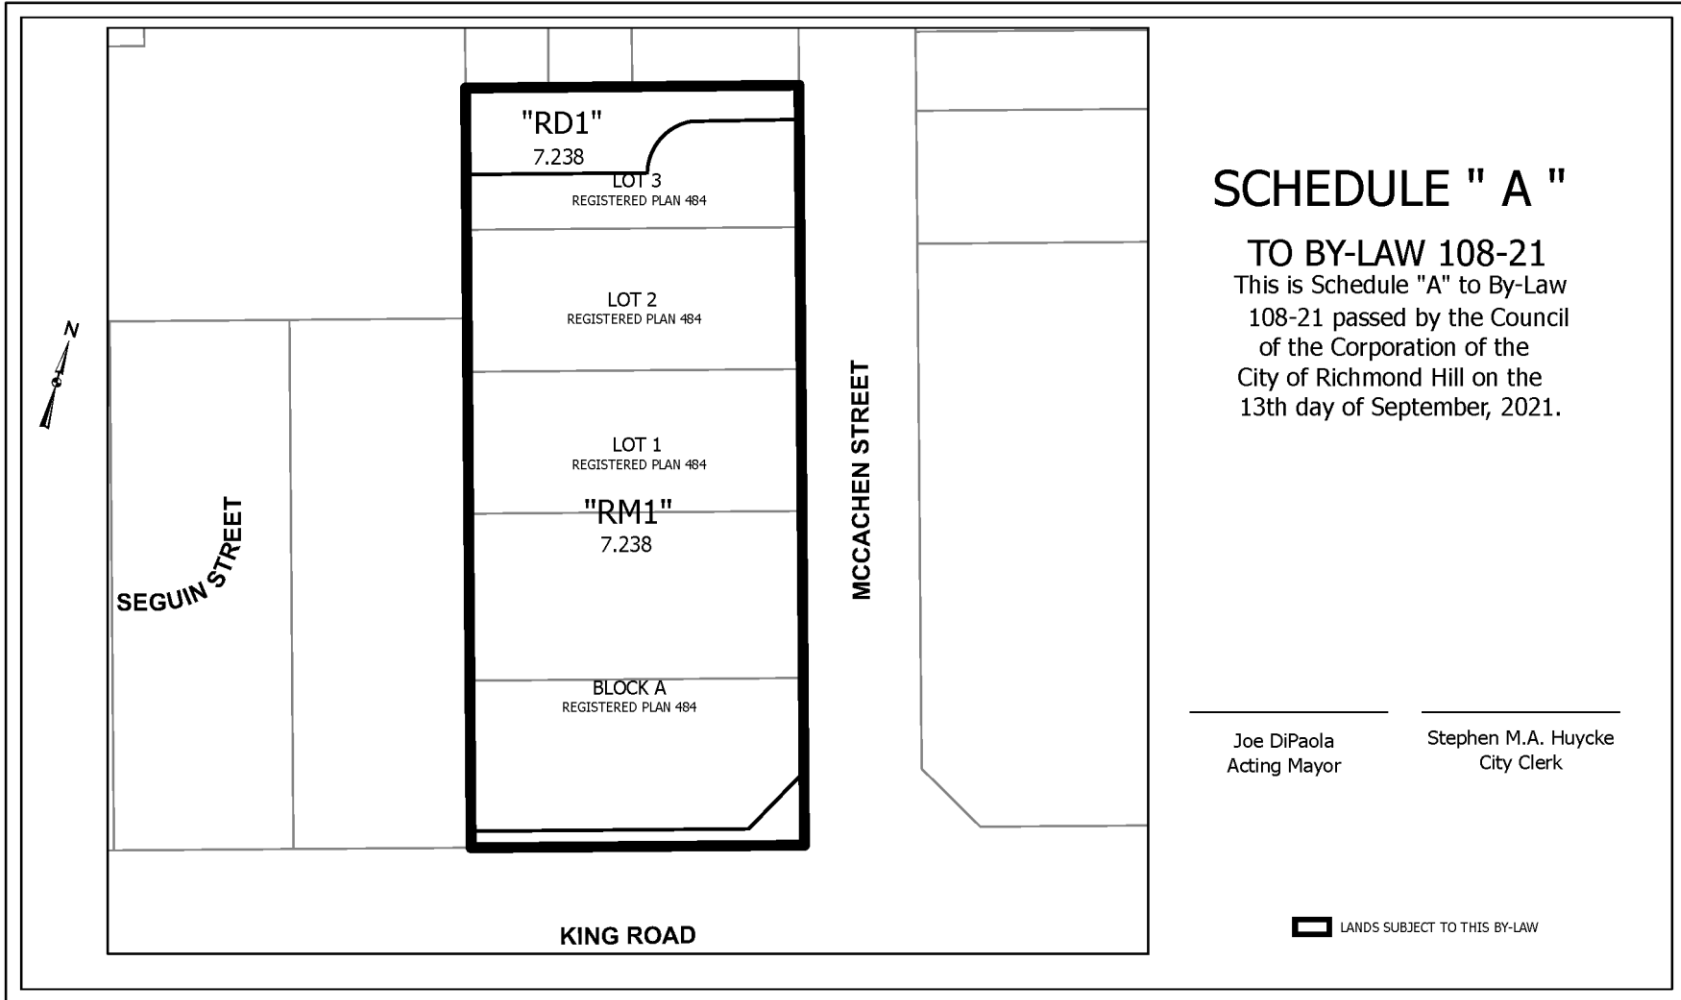 "RD1"
7.238
LOT 3
REGISTERED PLAN 484
LOT 2
REGISTERED PLAN 484
LOT 1
REGISTERED PLAN 484
"RM1"
7.238
BLOCK A
REGISTERED PLAN 484
N
SEGUIN STREET
MCCACHEN STREET
KING ROAD
SCHEDULE " A "
TO BY-LAW 108-21
This is Schedule "A" to By-Law
108-21 passed by the Council
of the Corporation of the
City of Richmond Hill on the
13th day of September, 2021.
Joe DiPaola
Acting Mayor
Stephen M.A. Huycke
City Clerk
LANDS SUBJECT TO THIS BY-LAW